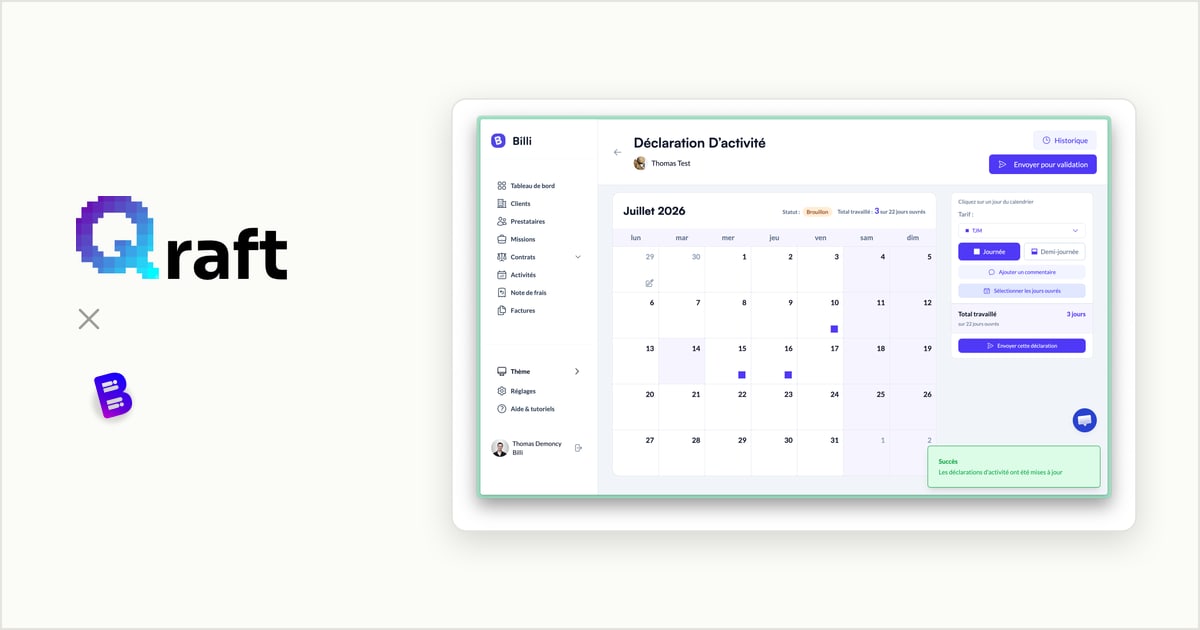 Qraft
B
B Billi
Tableau de bord
Clients
Prestataires
Missions
Contrats
Activités
Note de frais
Factures
Thème
Réglages
Aide & tutoriels
Thomas Demoncy
Billi
Déclaration D'activité
Thomas Test
Historique
Envoyer pour validation
Juillet 2026
Statut : Brouillon Total travaillé : 3 sur 22 jours ouvrés
lun mar mer jeu ven sam dim
29 30 1 2 3 4 5
6 7 8 9 10 11 12
13 14 15 16 17 18 19
20 21 22 23 24 25 26
27 28 29 30 31 1 2
Cliquez sur un jour du calendrier
Tarif :
TJM
Journée Demi-journée
Ajouter un commentaire
Sélectionner les jours ouvrés
Total travaillé 3 jours
sur 22 jours ouvrés
Envoyer cette déclaration
Succès
Les déclarations d'activité ont été mises à jour